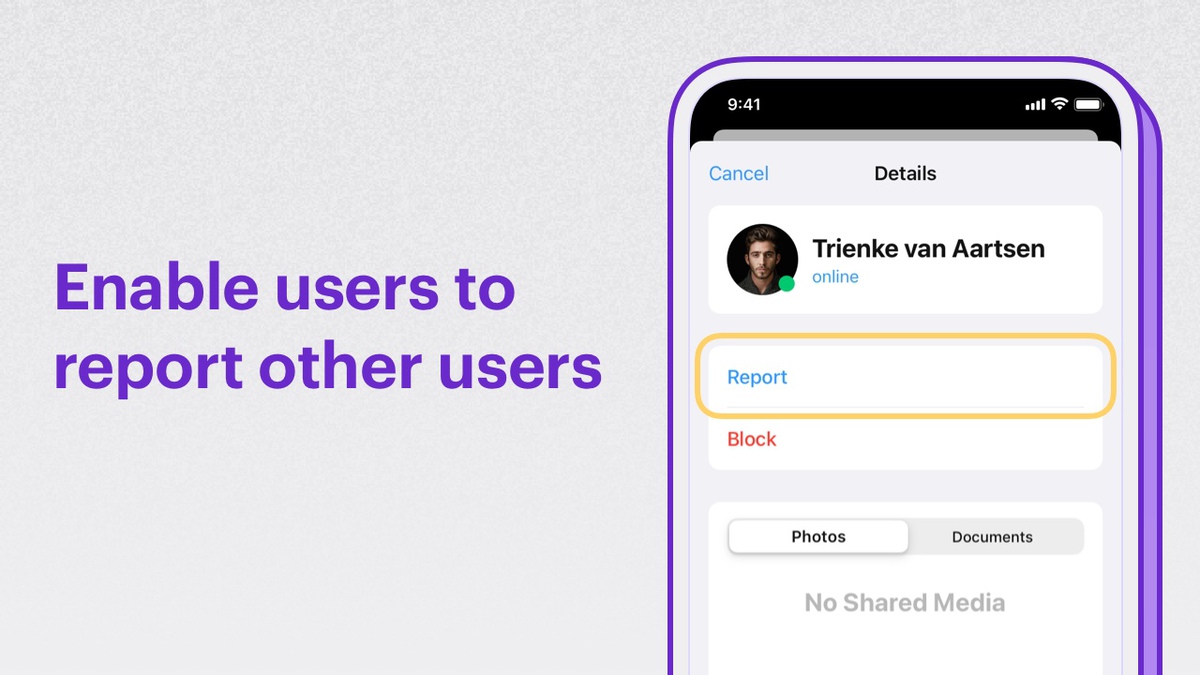 Enable users to
report other users
9:41
Cancel
Details
Trienke van Aartsen
online
Report
Block
Photos
Documents
No Shared Media